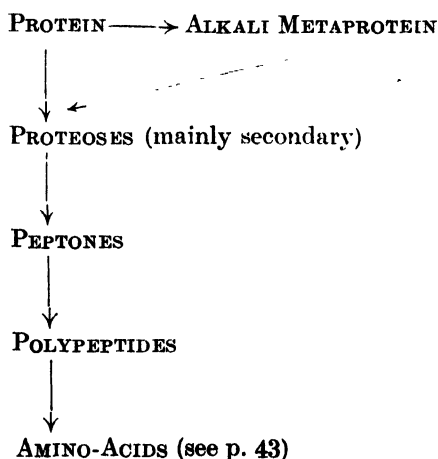 PROTEIN → ALKALI METAPROTEIN
PROTEOSES (mainly secondary)
PEPTONES
POLYPEPTIDES
AMINO-ACIDS (see p. 43)